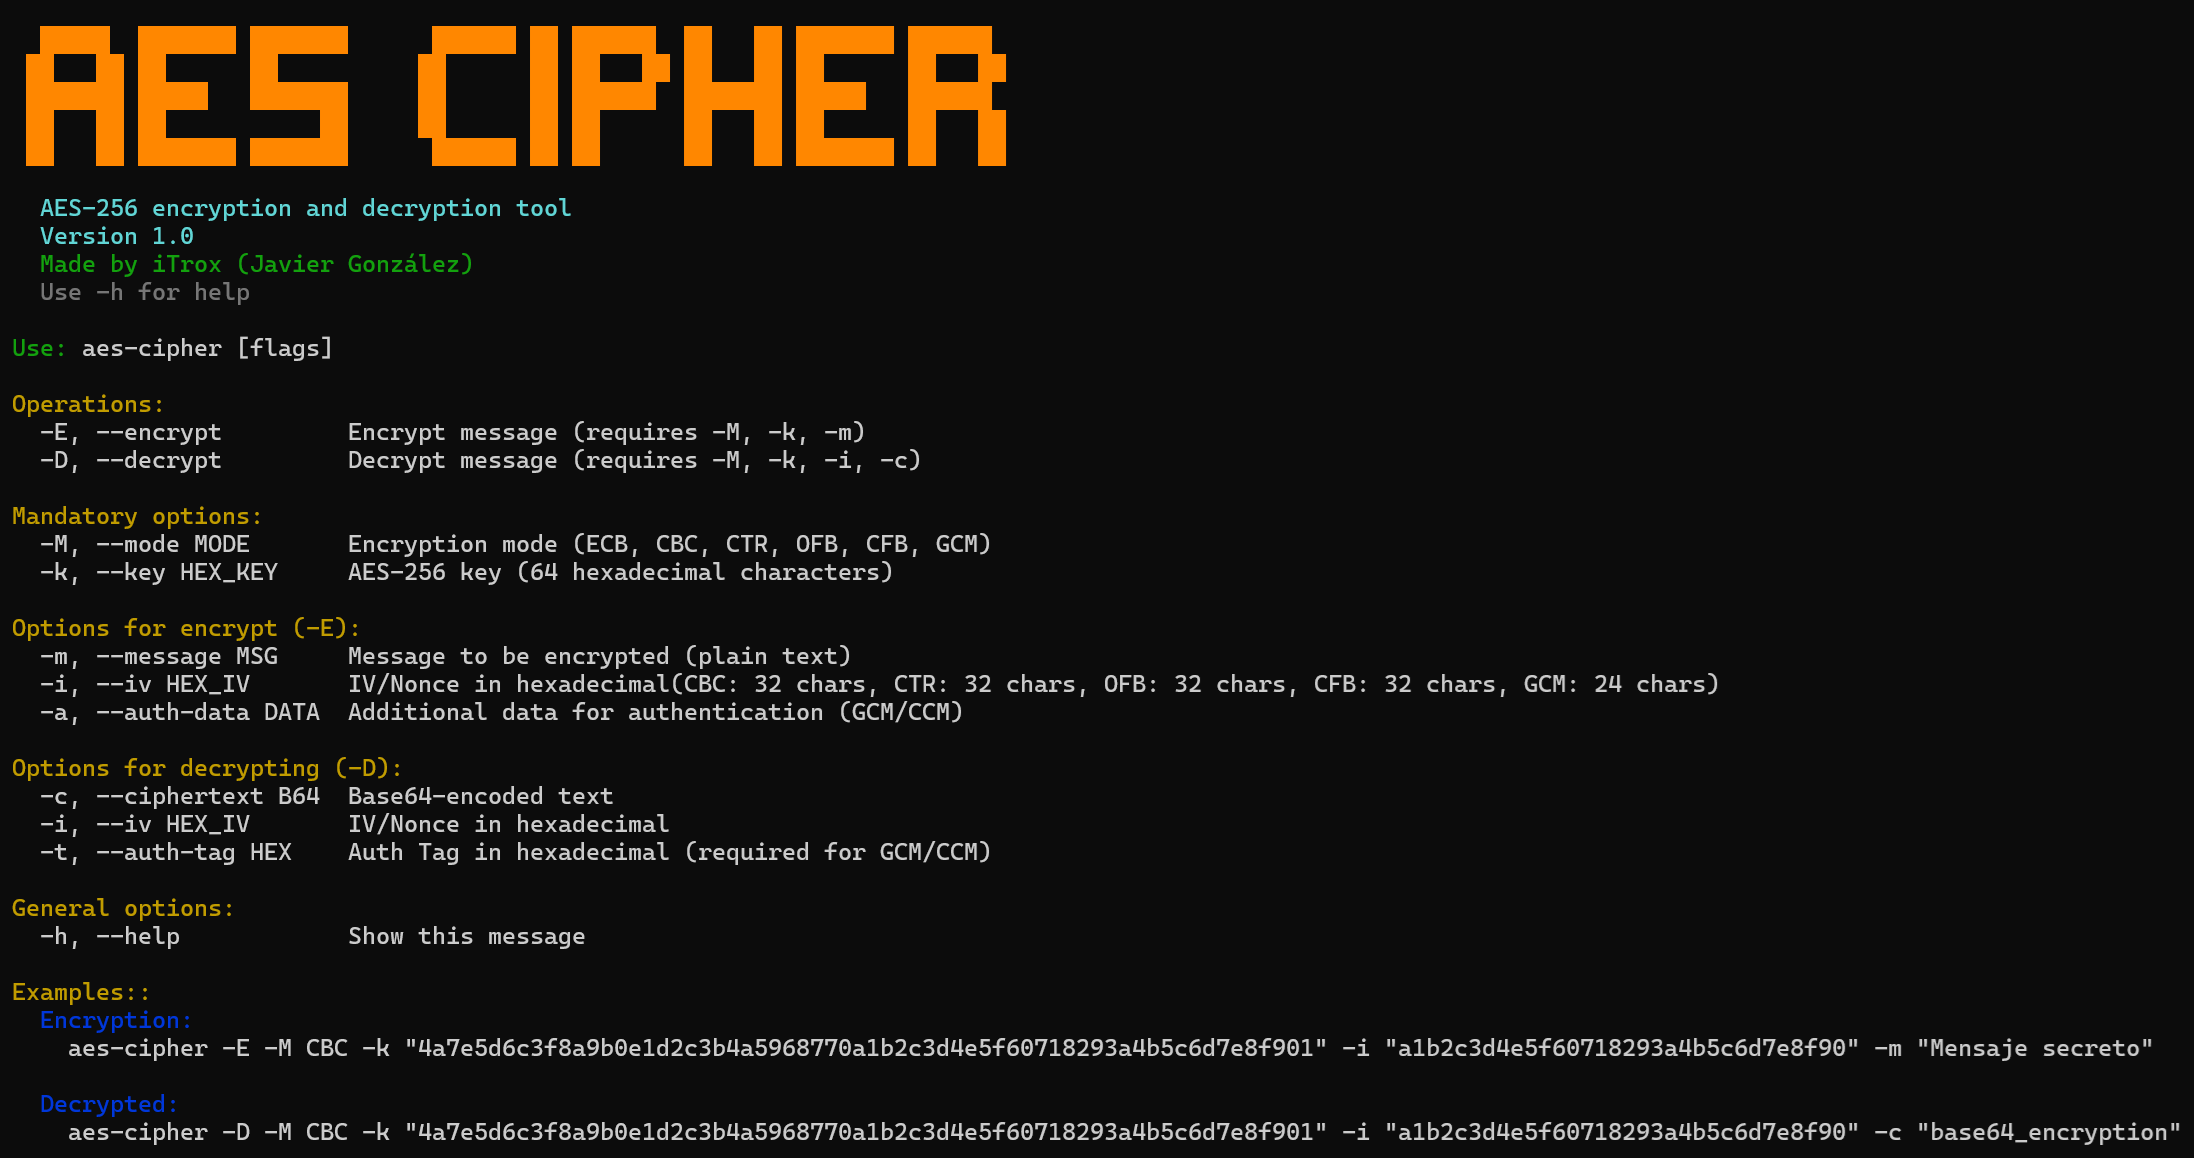 AES CIPHER
AES-256 encryption and decryption tool
Version 1.0
Made by iTrox (Javier González)
Use -h for help
Use: aes-cipher [flags]
Operations:
-E, --encrypt Encrypt message (requires -M, -k, -m)
-D, --decrypt Decrypt message (requires -M, -k, -i, -c)
Mandatory options:
-M, --mode MODE Encryption mode (ECB, CBC, CTR, OFB, CFB, GCM)
-k, --key HEX_KEY AES-256 key (64 hexadecimal characters)
Options for encrypt (-E):
-m, --message MSG Message to be encrypted (plain text)
-i, --iv HEX_IV IV/Nonce in hexadecimal(CBC: 32 chars, CTR: 32 chars, OFB: 32 chars, CFB: 32 chars, GCM: 24 chars)
-a, --auth-data DATA Additional data for authentication (GCM/CCM)
Options for decrypting (-D):
-c, --ciphertext B64 Base64-encoded text
-i, --iv HEX_IV IV/Nonce in hexadecimal
-t, --auth-tag HEX Auth Tag in hexadecimal (required for GCM/CCM)
General options:
-h, --help Show this message
Examples::
Encryption:
aes-cipher -E -M CBC -k "4a7e5d6c3f8a9b0e1d2c3b4a5968770a1b2c3d4e5f60718293a4b5c6d7e8f901" -i "a1b2c3d4e5f60718293a4b5c6d7e8f90" -m "Mensaje secreto"
Decrypted:
aes-cipher -D -M CBC -k "4a7e5d6c3f8a9b0e1d2c3b4a5968770a1b2c3d4e5f60718293a4b5c6d7e8f901" -i "a1b2c3d4e5f60718293a4b5c6d7e8f90" -c "base64_encryption"